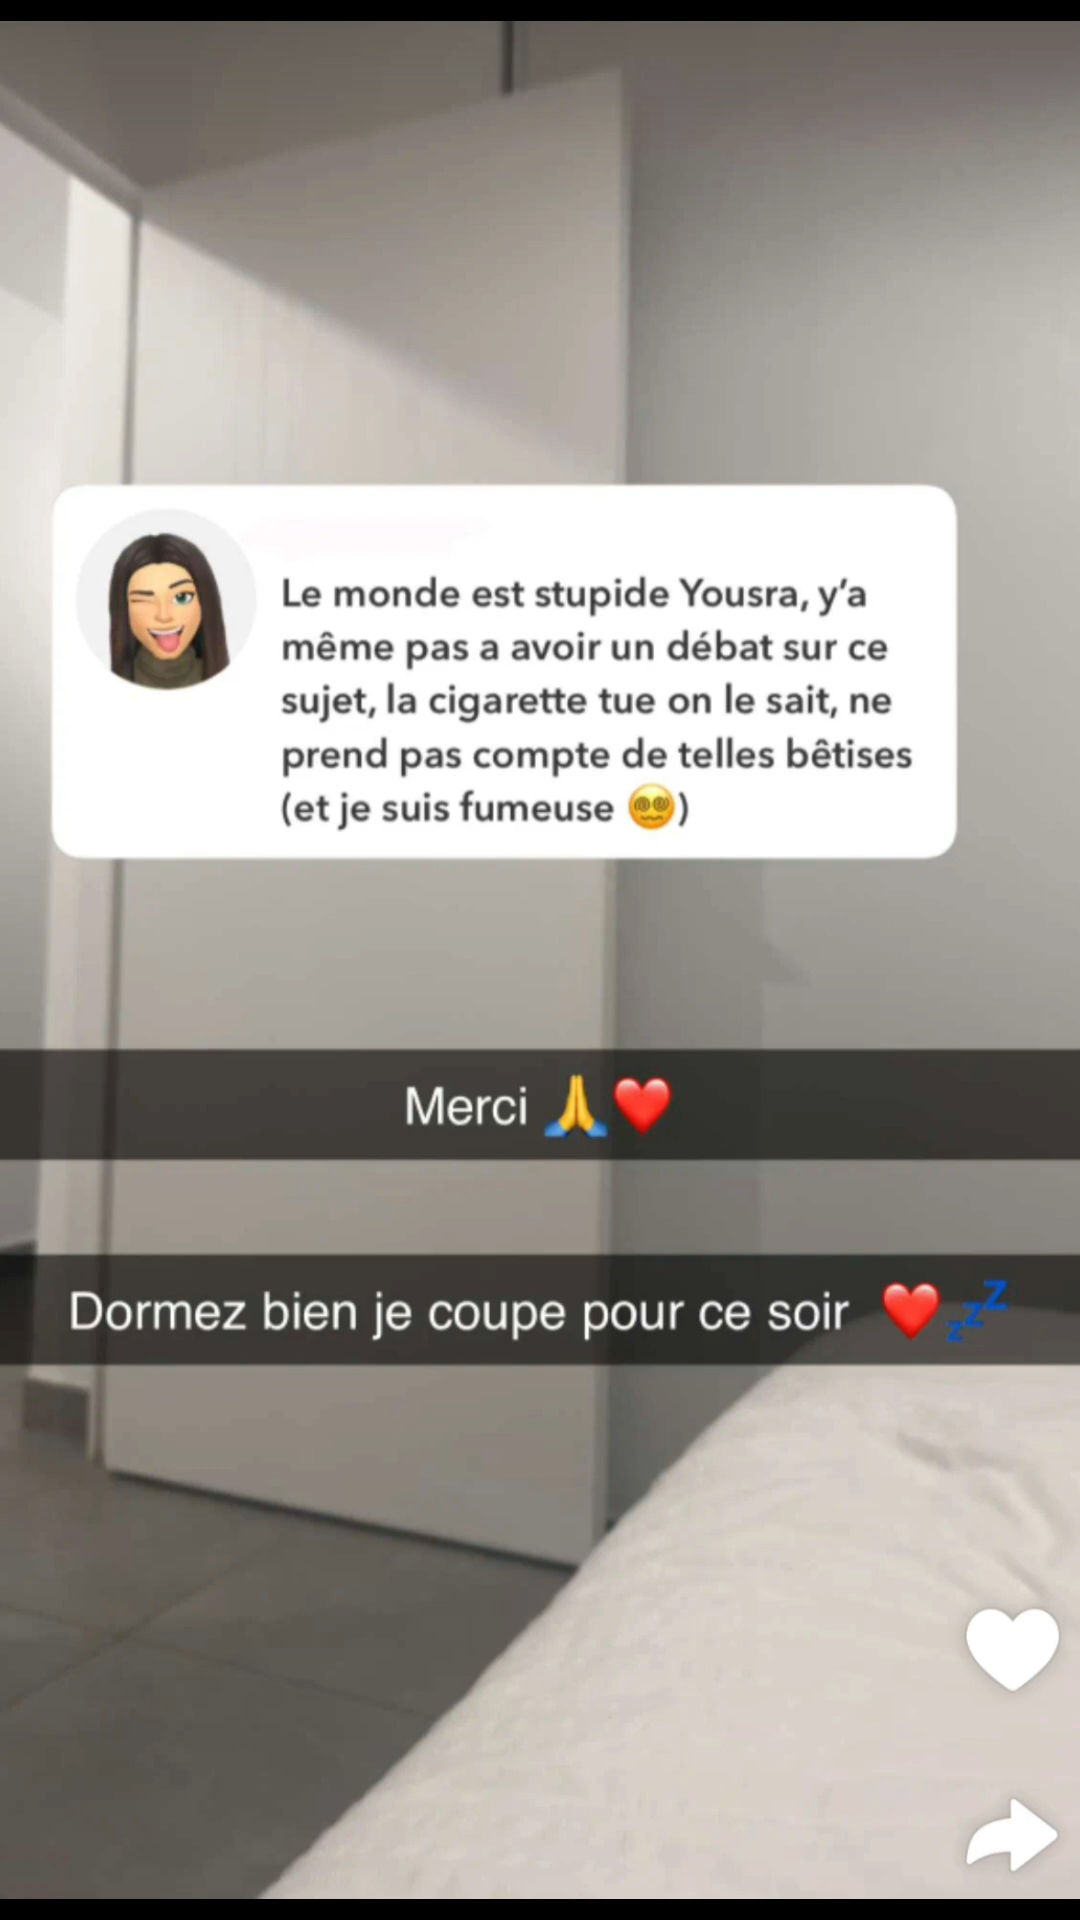 Le monde est stupide Yousra, y’a
même pas a avoir un débat sur ce
sujet, la cigarette tue on le sait, ne
prend pas compte de telles bêtises
(et je suis fumeuse 😵‍💫)
Merci 🙏❤️
Dormez bien je coupe pour ce soir ❤️💤